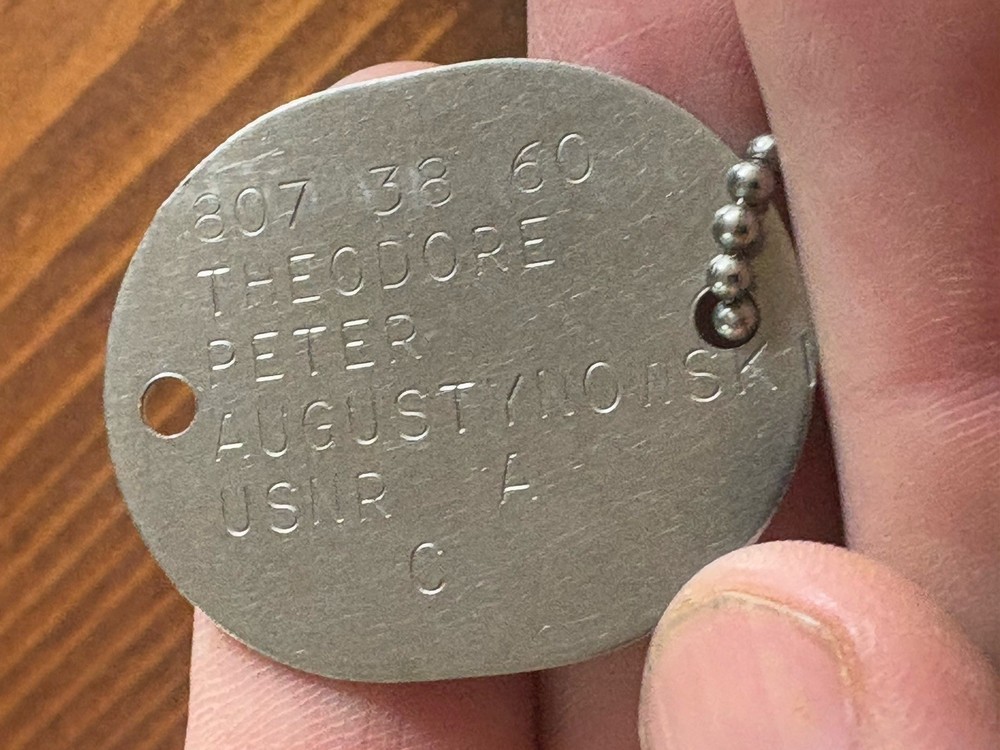 807 38 60
THEODORE
PETER
AUGUSTYNOWSKI
USNR A
C